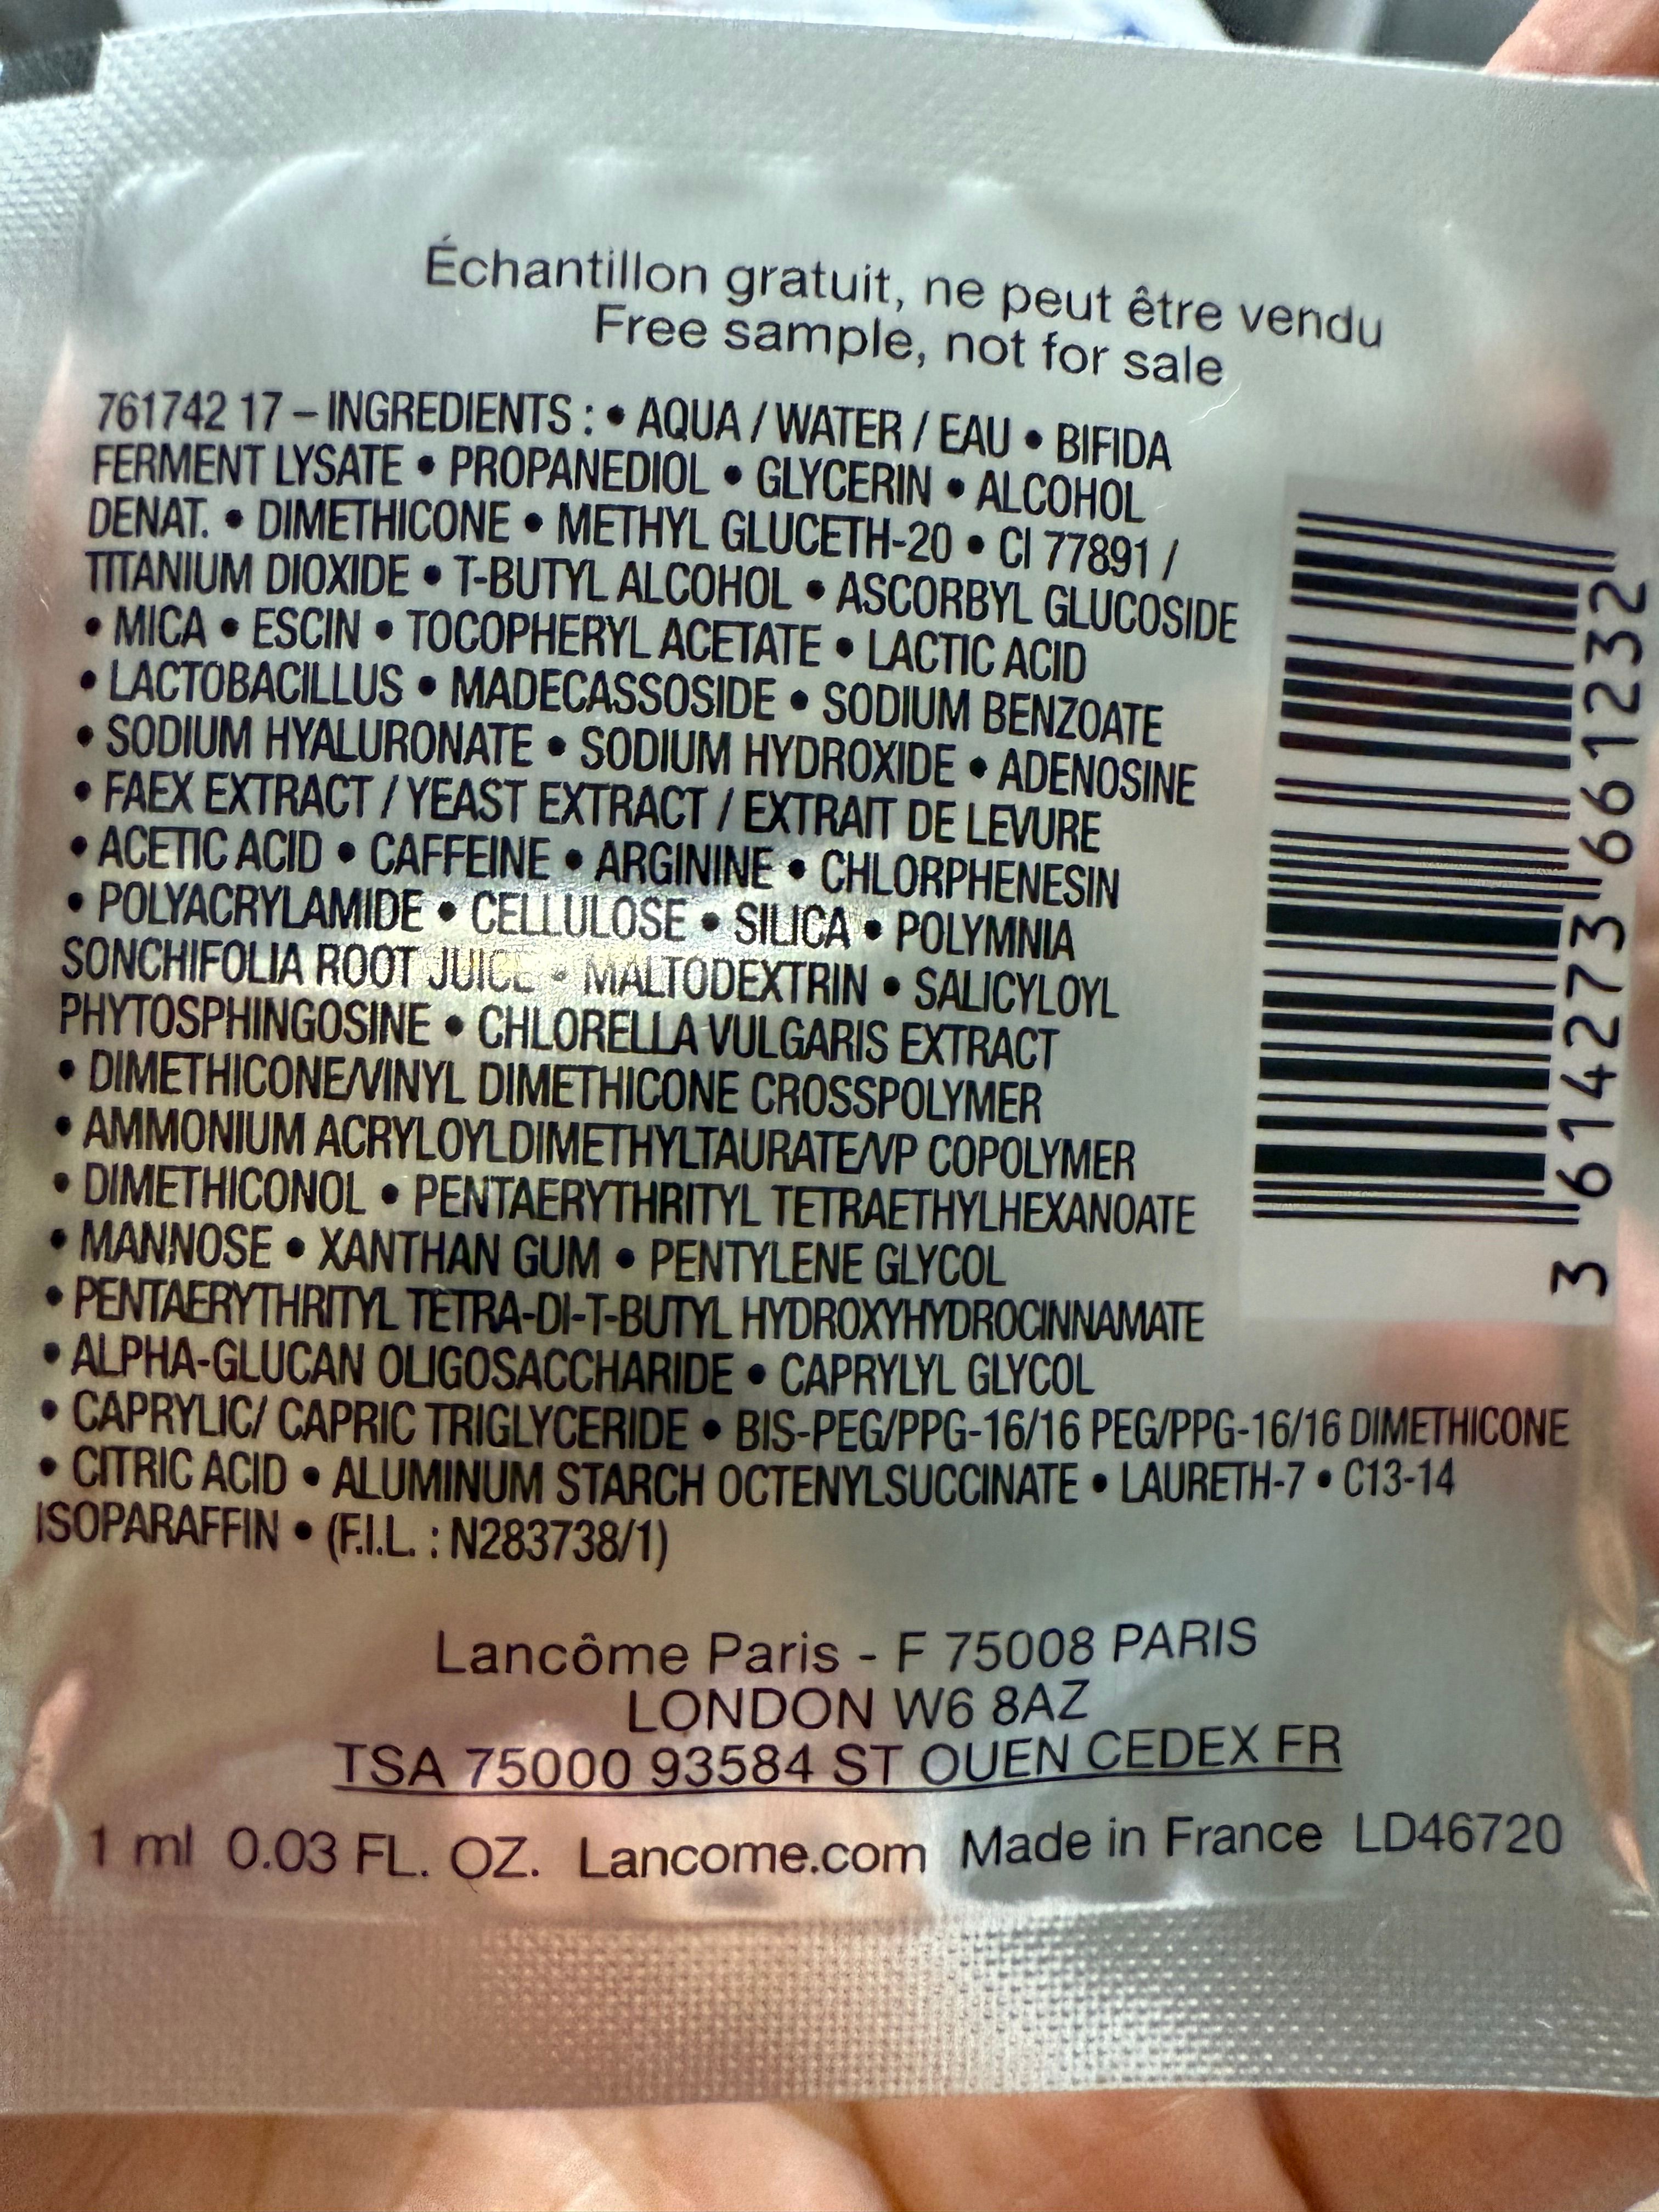 Échantillon gratuit, ne peut être vendu
Free sample, not for sale
761742 17 – INGREDIENTS : • AQUA / WATER / EAU • BIFIDA
FERMENT LYSATE • PROPANEDIOL • GLYCERIN • ALCOHOL
DENAT. • DIMETHICONE • METHYL GLUCETH-20 • CI 77891 /
TITANIUM DIOXIDE • T-BUTYL ALCOHOL • ASCORBYL GLUCOSIDE
• MICA • ESCIN • TOCOPHERYL ACETATE • LACTIC ACID
• LACTOBACILLUS • MADECASSOSIDE • SODIUM BENZOATE
• SODIUM HYALURONATE • SODIUM HYDROXIDE • ADENOSINE
• FAEX EXTRACT / YEAST EXTRACT / EXTRAIT DE LEVURE
• ACETIC ACID • CAFFEINE • ARGININE • CHLORPHENESIN
• POLYACRYLAMIDE • CELLULOSE • SILICA • POLYMNIA
SONCHIFOLIA ROOT JUICE • MALTODEXTRIN • SALICYLOYL
PHYTOSPHINGOSINE • CHLORELLA VULGARIS EXTRACT
• DIMETHICONE/VINYL DIMETHICONE CROSSPOLYMER
• AMMONIUM ACRYLOYLDIMETHYLTAURATE/VP COPOLYMER
• DIMETHICONOL • PENTAERYTHRITYL TETRAETHYLHEXANOATE
• MANNOSE • XANTHAN GUM • PENTYLENE GLYCOL
• PENTAERYTHRITYL TETRA-DI-T-BUTYL HYDROXYHYDROCINNAMATE
• ALPHA-GLUCAN OLIGOSACCHARIDE • CAPRYLYL GLYCOL
• CAPRYLIC/ CAPRIC TRIGLYCERIDE • BIS-PEG/PPG-16/16 PEG/PPG-16/16 DIMETHICONE
• CITRIC ACID • ALUMINUM STARCH OCTENYLSUCCINATE • LAURETH-7 • C13-14
ISOPARAFFIN • (F.I.L. : N283738/1)
3 614273 661232
Lancôme Paris - F 75008 PARIS
LONDON W6 8AZ
TSA 75000 93584 ST OUEN CEDEX FR
1 ml 0.03 FL. OZ. Lancome.com Made in France LD46720